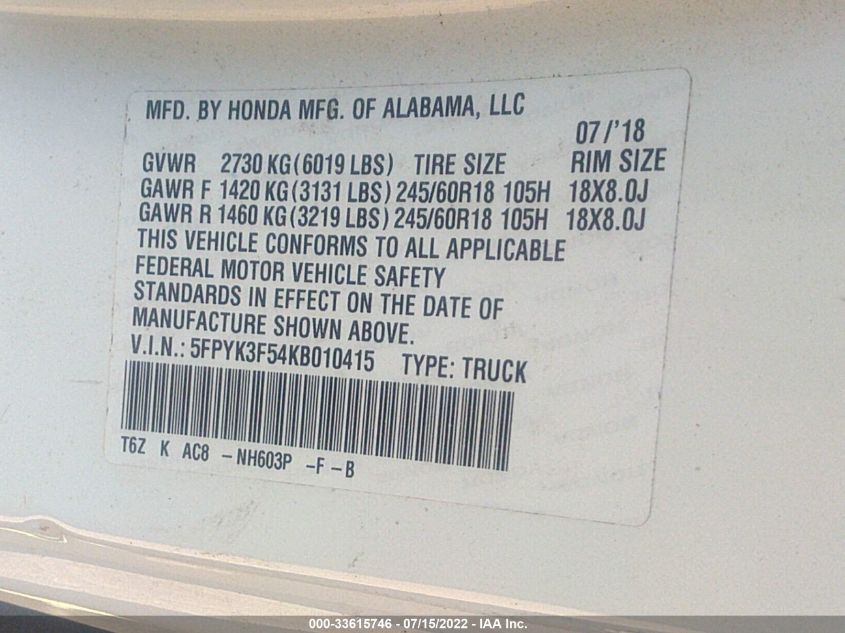 MFD. BY HONDA MFG. OF ALABAMA, LLC
07/'18
GVWR 2730 KG(6019 LBS) TIRE SIZE RIM SIZE
GAWR F 1420 KG(3131 LBS) 245/60R18 105H 18X8.0J
GAWR R 1460 KG(3219 LBS) 245/60R18 105H 18X8.0J
THIS VEHICLE CONFORMS TO ALL APPLICABLE
FEDERAL MOTOR VEHICLE SAFETY
STANDARDS IN EFFECT ON THE DATE OF
MANUFACTURE SHOWN ABOVE.
V.I.N.: 5FPYK3F54KB010415 TYPE: TRUCK
T6Z K AC8 -NH603P -F-B
000-33615746 - 07/15/2022 - IAA Inc.